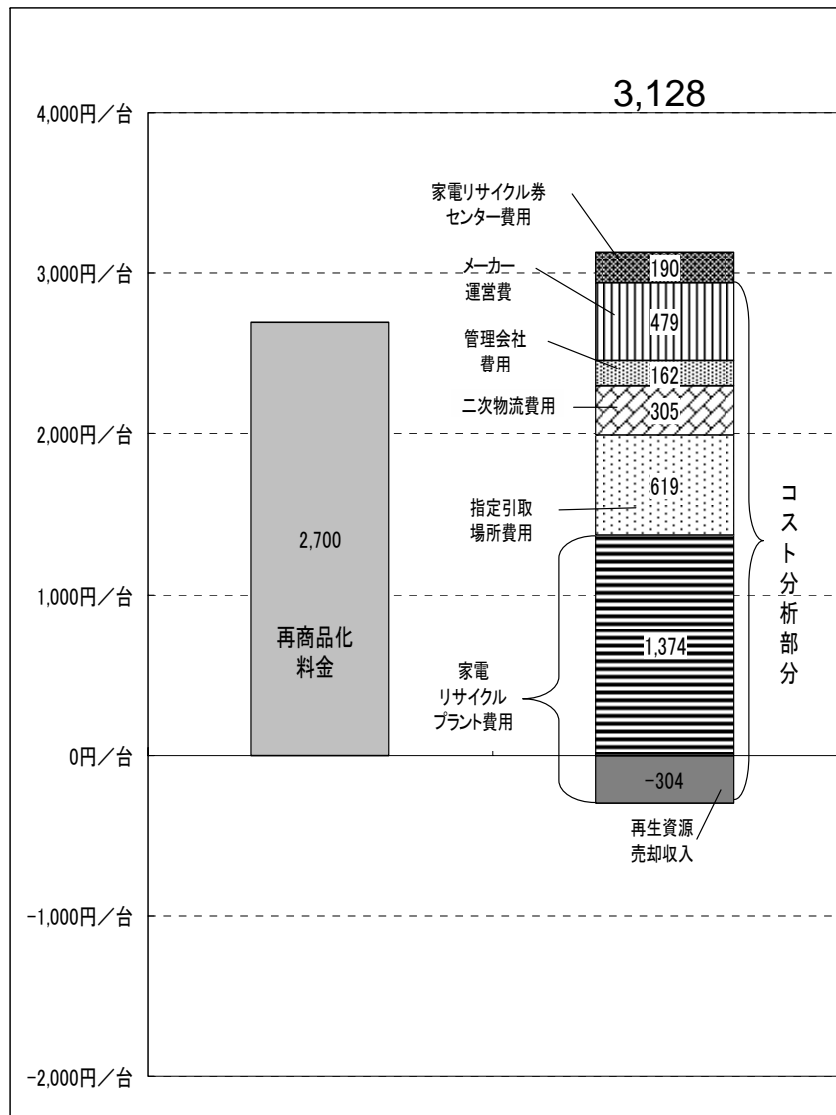 3,128
4,000円／台
3,000円／台
2,000円／台
1,000円／台
0円／台
-1,000円／台
-2,000円／台
2,700
再商品化
料金
家電リサイクル券
センター費用
メーカー
運営費
管理会社
費用
二次物流費用
指定引取
場所費用
家電
リサイクル
プラント費用
190
479
162
305
619
1,374
-304
再生資源
売却収入
コスト分析部分